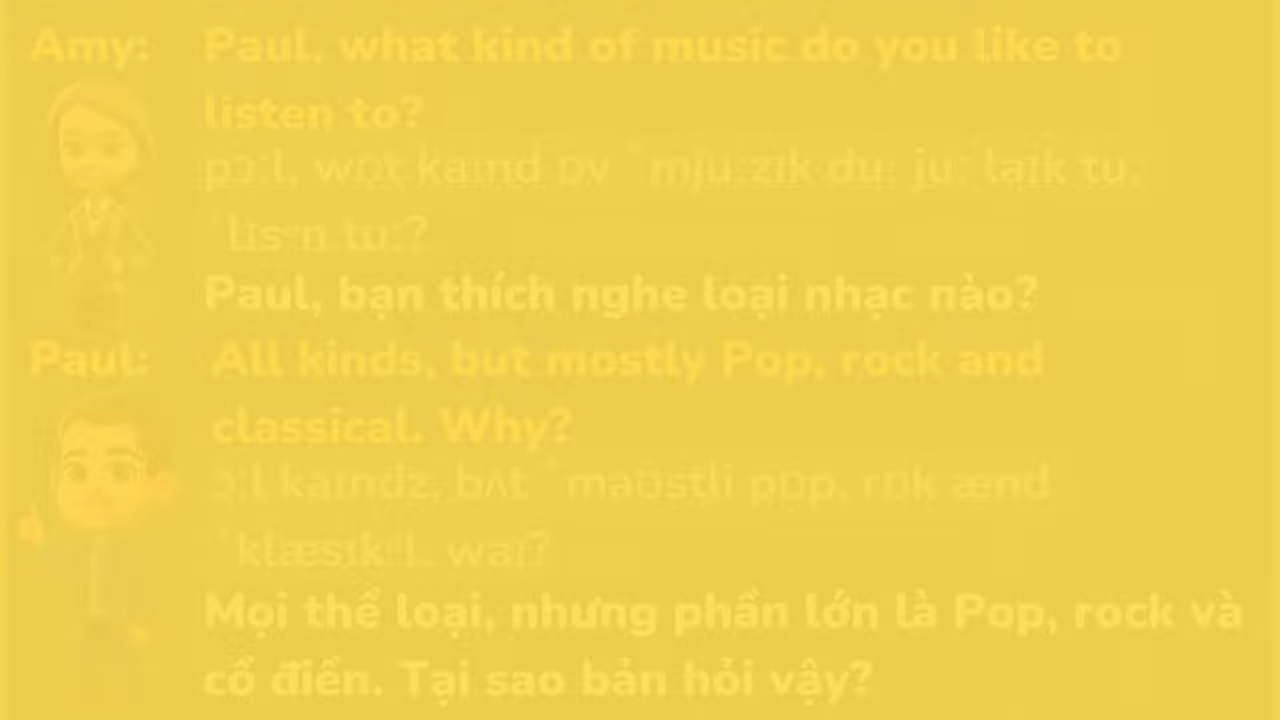 Amy: Paul, what kind of music do you like to
listen to?
pɔːl, wɒt kaɪnd ɒv ˈmjuːzɪk duː juː laɪk tuː
ˈlɪsᵊn tuː?
Paul, bạn thích nghe loại nhạc nào?
Paul: All kinds, but mostly Pop, rock and
classical. Why?
ɔːl kaɪndz, bʌt ˈməʊstli pɒp, rɒk ænd
ˈklæsɪkᵊl. waɪ?
Mọi thể loại, nhưng phần lớn là Pop, rock và
cổ điển. Tại sao bản hỏi vậy?